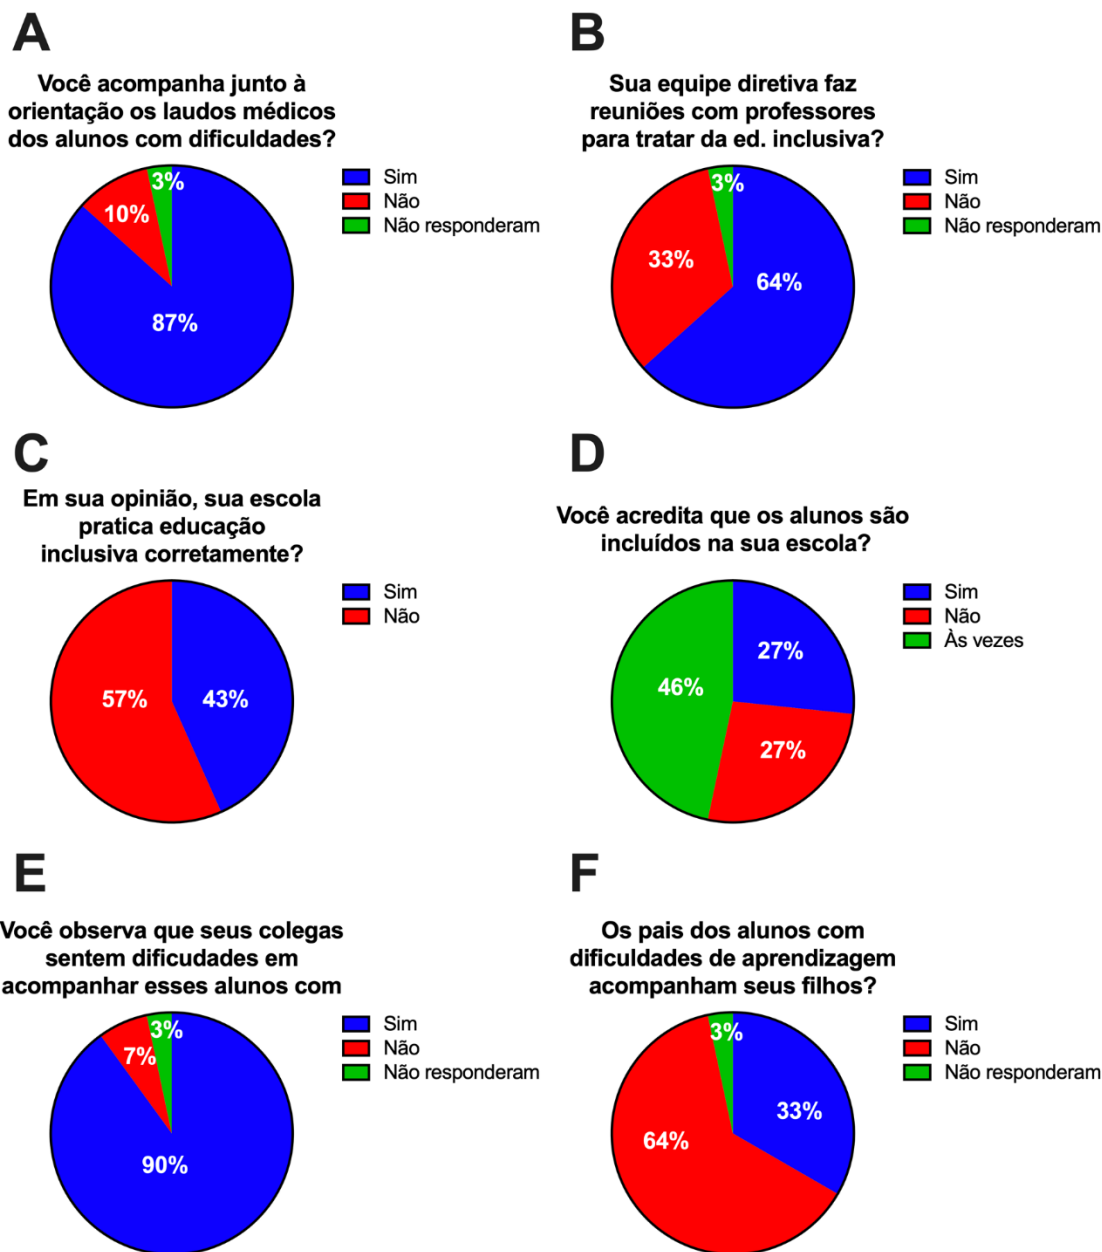 A
Você acompanha junto à
orientação os laudos médicos
dos alunos com dificuldades?
3%
10%
87%
Sim
Não
Não responderam
B
Sua equipe diretiva faz
reuniões com professores
para tratar da ed. inclusiva?
3%
33%
64%
Sim
Não
Não responderam
C
Em sua opinião, sua escola
pratica educação
inclusiva corretamente?
57%
43%
Sim
Não
D
Você acredita que os alunos são
incluídos na sua escola?
27%
46%
27%
Sim
Não
Às vezes
E
Você observa que seus colegas
sentem dificudades em
acompanhar esses alunos com
3%
7%
90%
Sim
Não
Não responderam
F
Os pais dos alunos com
dificuldades de aprendizagem
acompanham seus filhos?
3%
33%
64%
Sim
Não
Não responderam